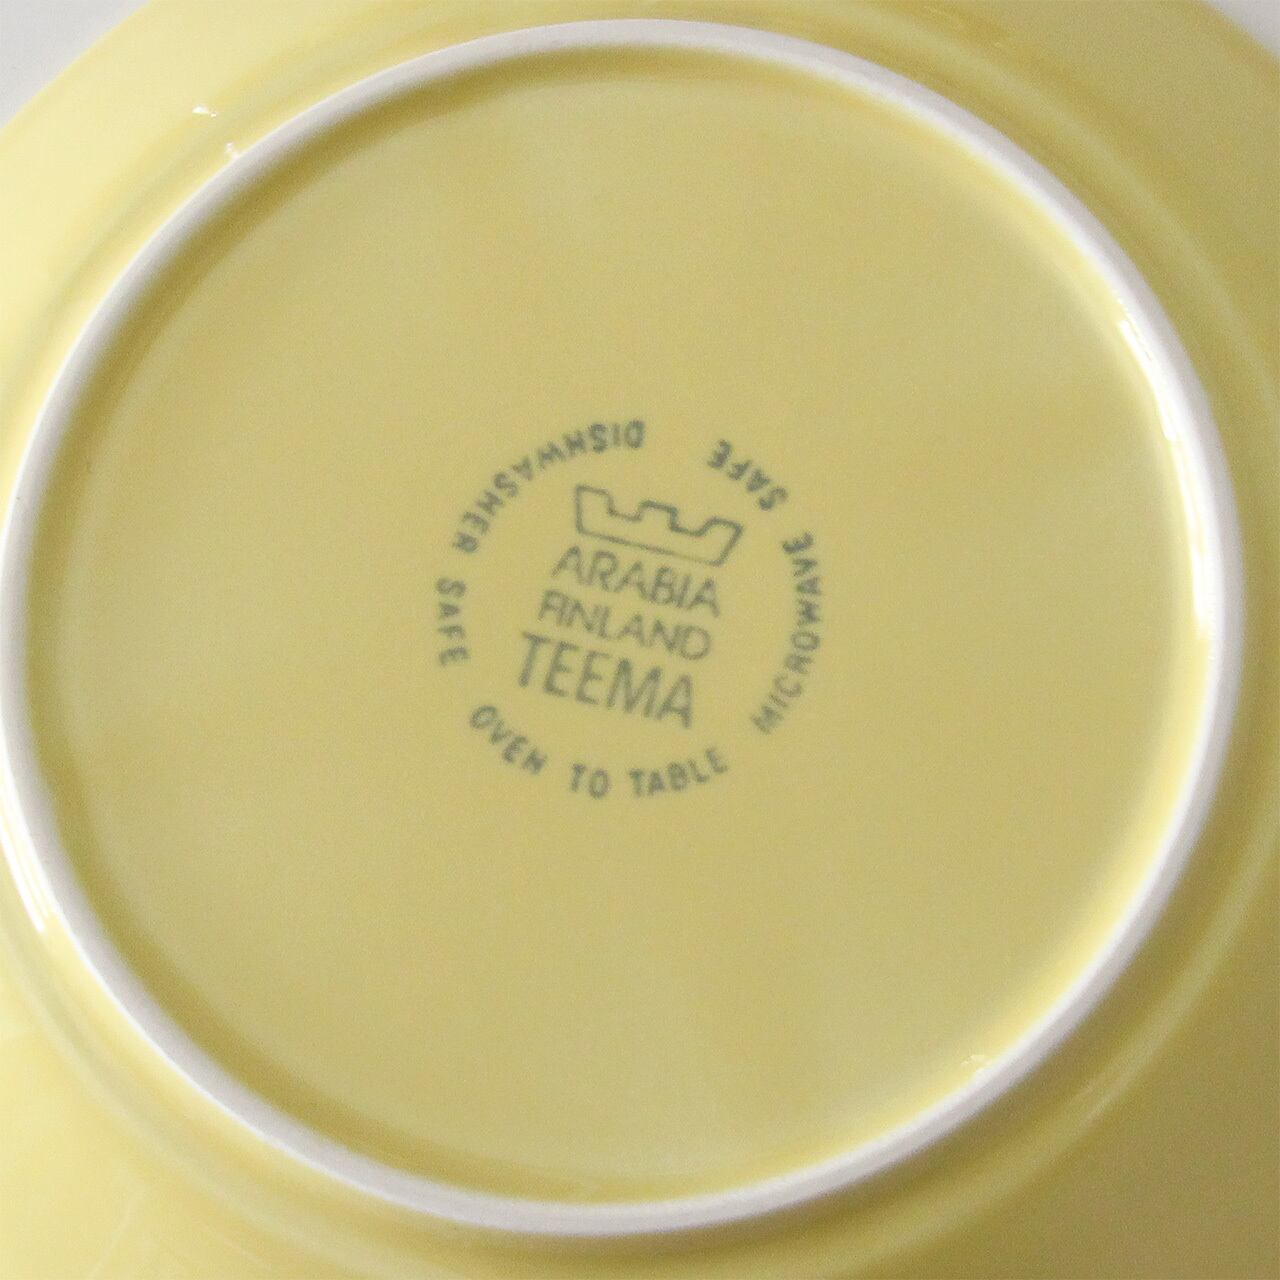 ARABIA
FINLAND
TEEMA
DISHWASHER SAFE OVEN TO TABLE MICROWAVE SAFE